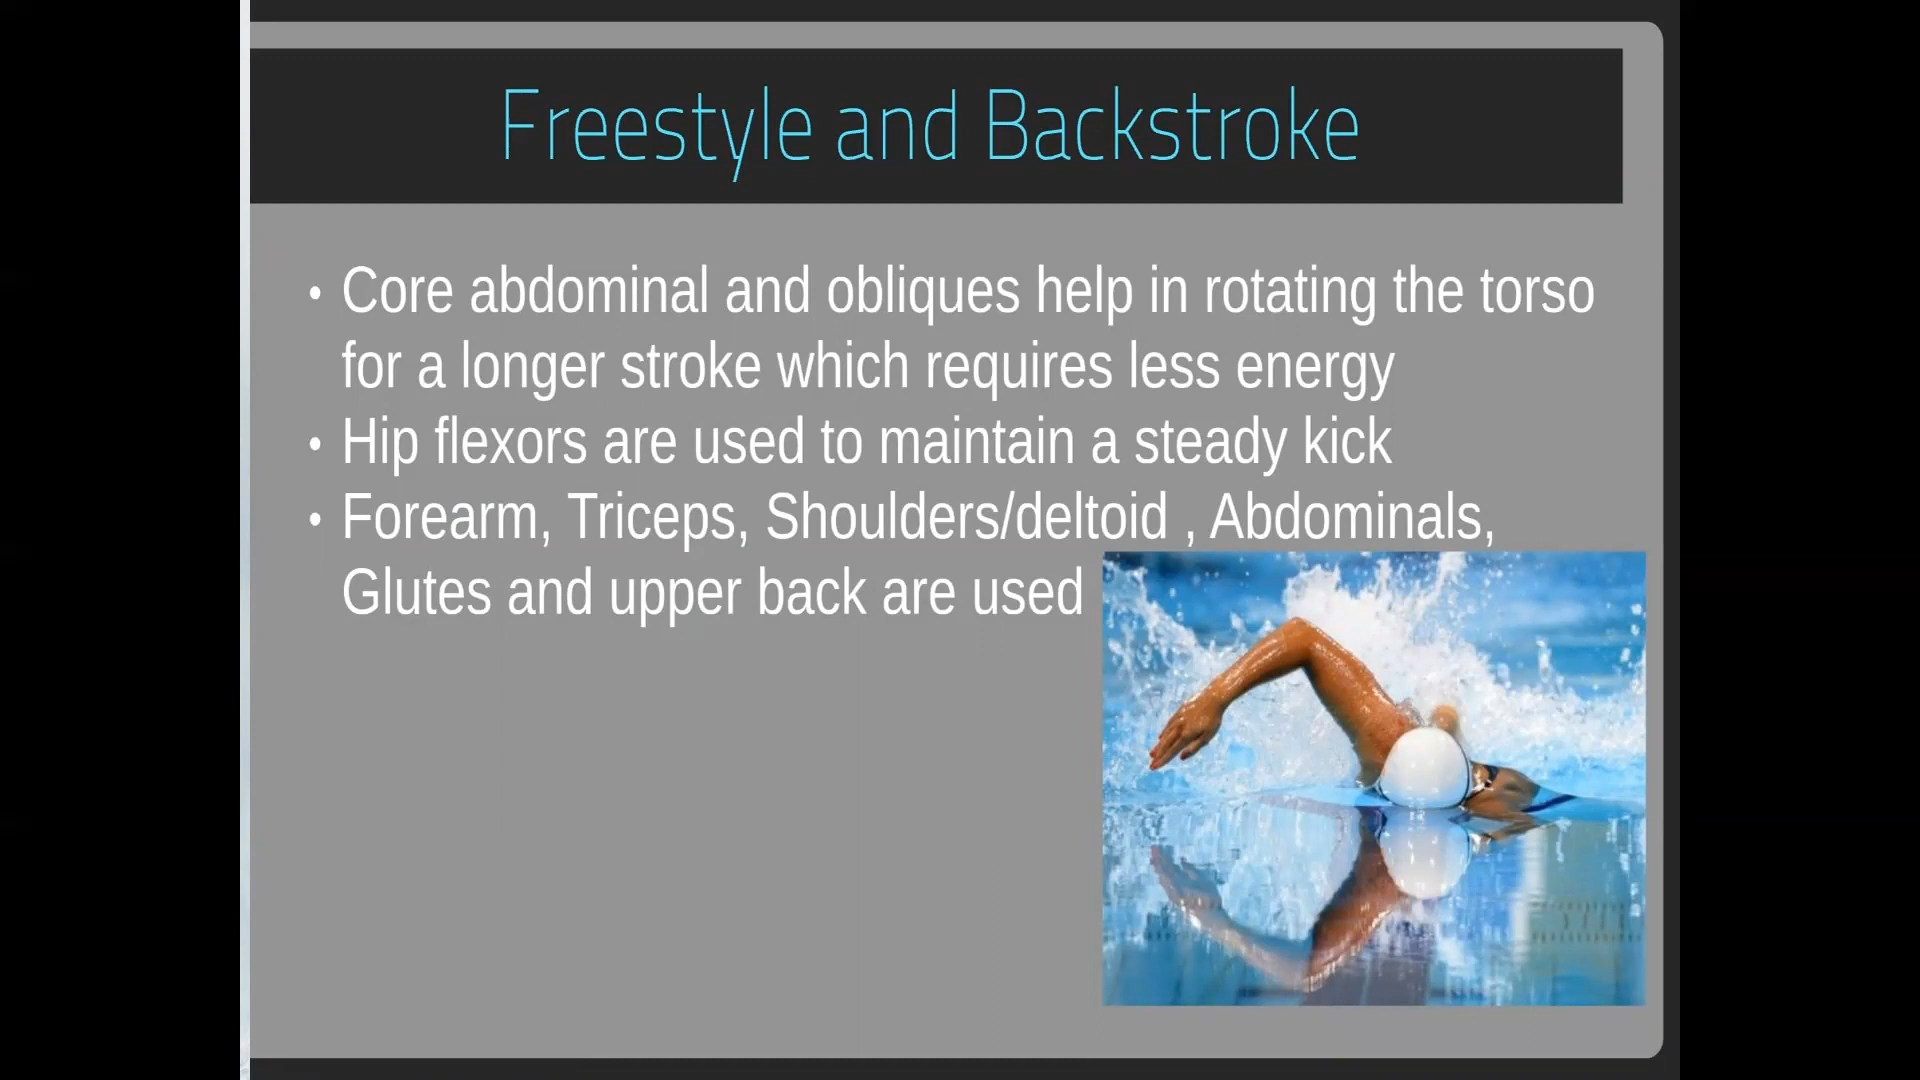 Freestyle and Backstroke
• Core abdominal and obliques help in rotating the torso
for a longer stroke which requires less energy
• Hip flexors are used to maintain a steady kick
• Forearm, Triceps, Shoulders/deltoid , Abdominals,
Glutes and upper back are used